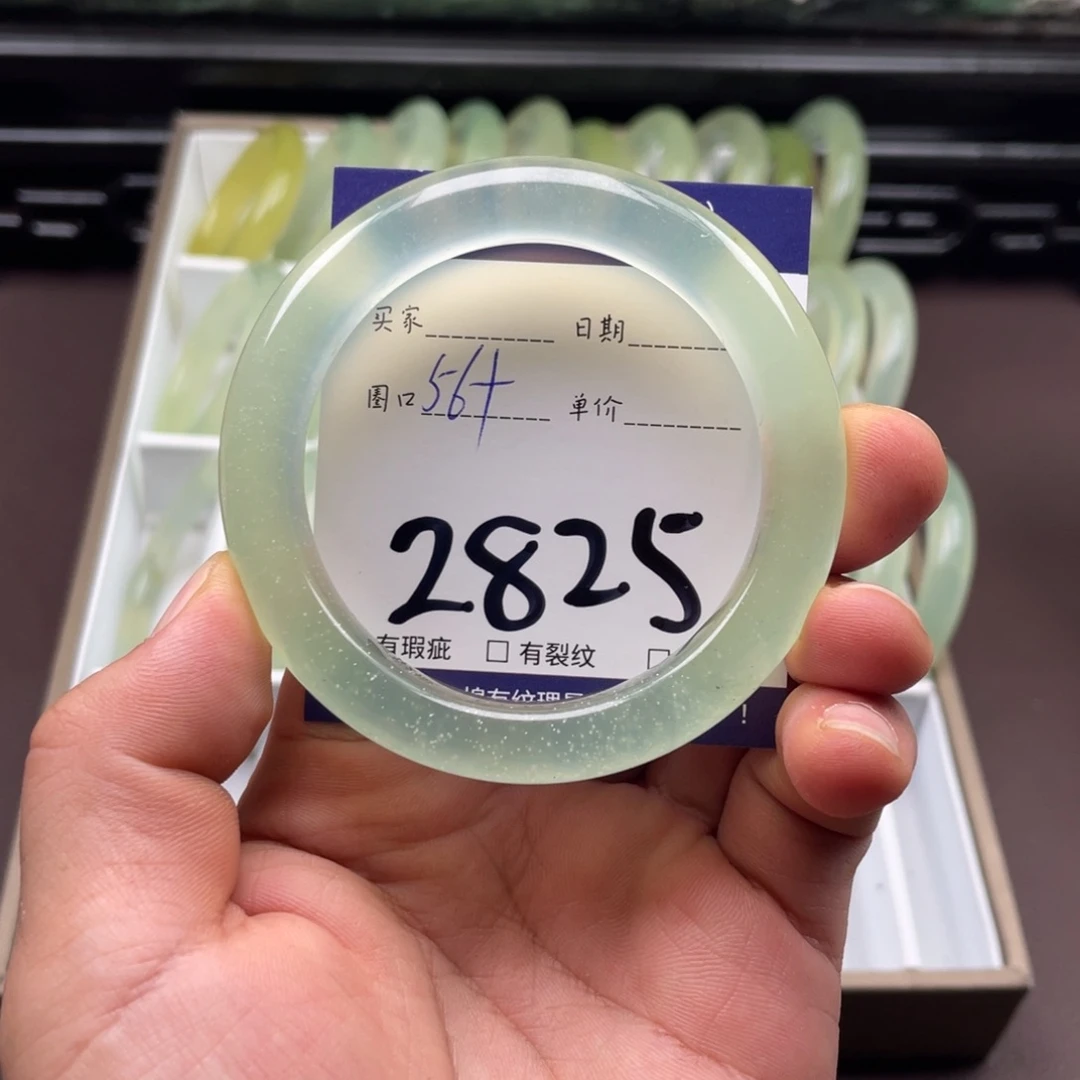 买家 日期
圈口 56+ 单价
2825
有瑕疵 □ 有裂纹 □
！